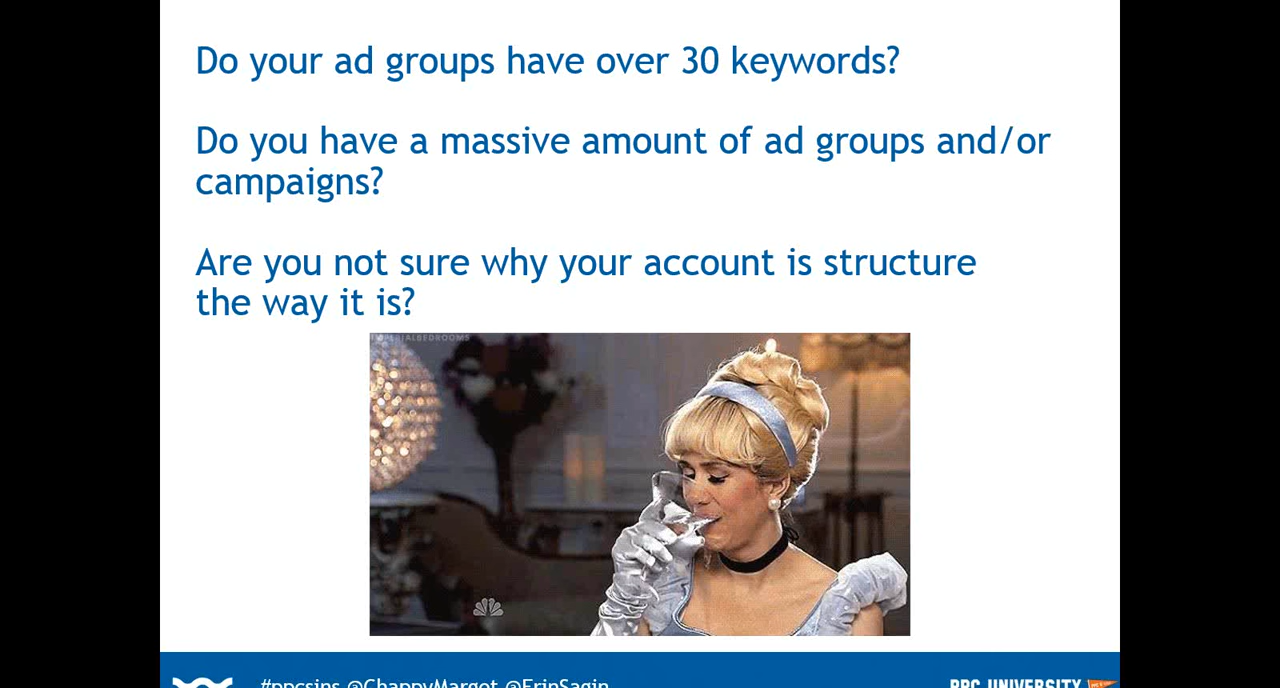 Do your ad groups have over 30 keywords?
Do you have a massive amount of ad groups and/or
campaigns?
Are you not sure why your account is structure
the way it is?
#ppcsins @ChappyMargot @ErinSagin
PPC UNIVERSITY